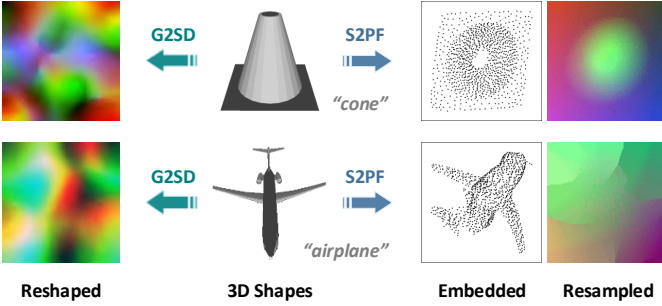 G2SD
S2PF
“cone”
G2SD
S2PF
“airplane”
Reshaped
3D Shapes
Embedded
Resampled